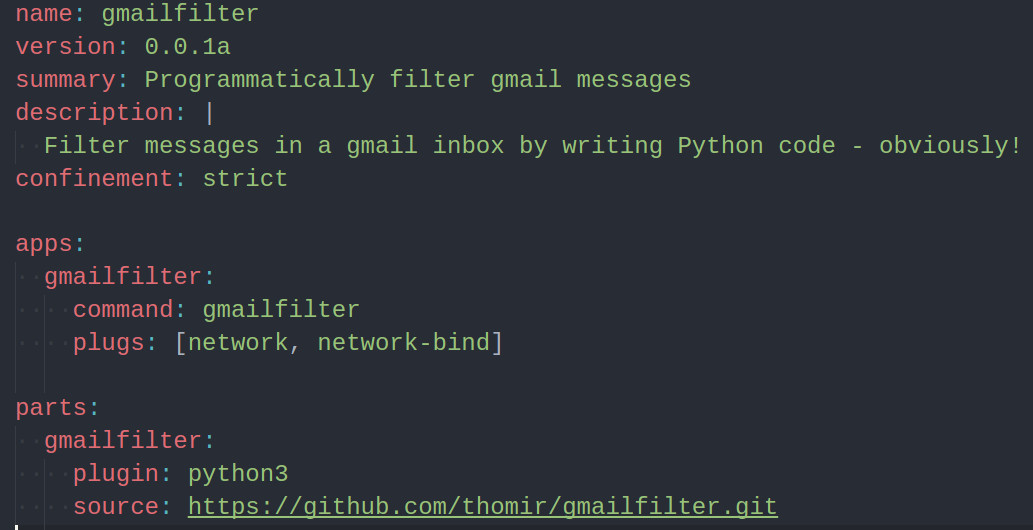 name: gmailfilter
version: 0.0.1a
summary: Programmatically filter gmail messages
description: |
  Filter messages in a gmail inbox by writing Python code - obviously!
confinement: strict

apps:
  gmailfilter:
    command: gmailfilter
    plugs: [network, network-bind]

parts:
  gmailfilter:
    plugin: python3
    source: https://github.com/thomir/gmailfilter.git